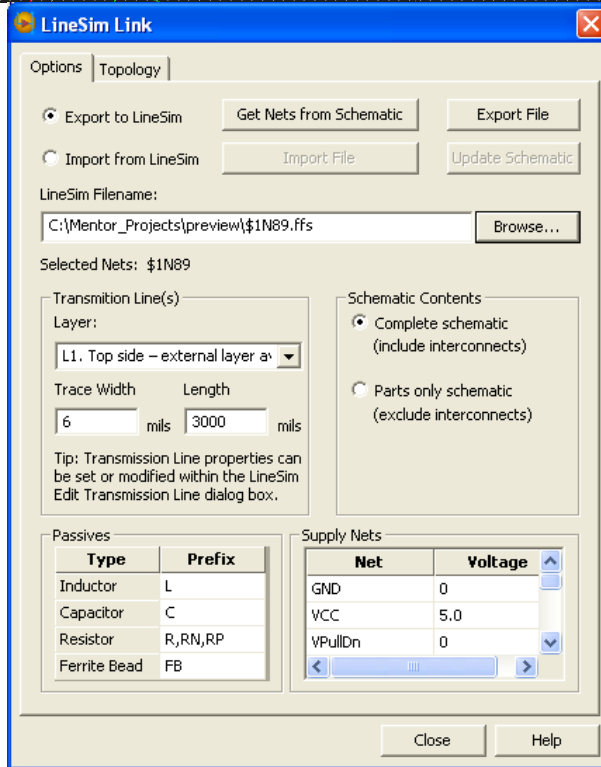 LineSim Link
Options Topology
Export to LineSim Get Nets from Schematic Export File
Import from LineSim Import File Update Schematic
LineSim Filename:
C:\Mentor_Projects\preview\$1N89.ffs Browse...
Selected Nets: $1N89
Transmition Line(s)
Layer:
L1. Top side – external layer av
Trace Width Length
6 mils 3000 mils
Tip: Transmission Line properties can
be set or modified within the LineSim
Edit Transmission Line dialog box.
Schematic Contents
Complete schematic
(include interconnects)
Parts only schematic
(exclude interconnects)
Passives
Type Prefix
Inductor L
Capacitor C
Resistor R,RN,RP
Ferrite Bead FB
Supply Nets
Net Voltage
GND 0
VCC 5.0
VPullDn 0
Close Help